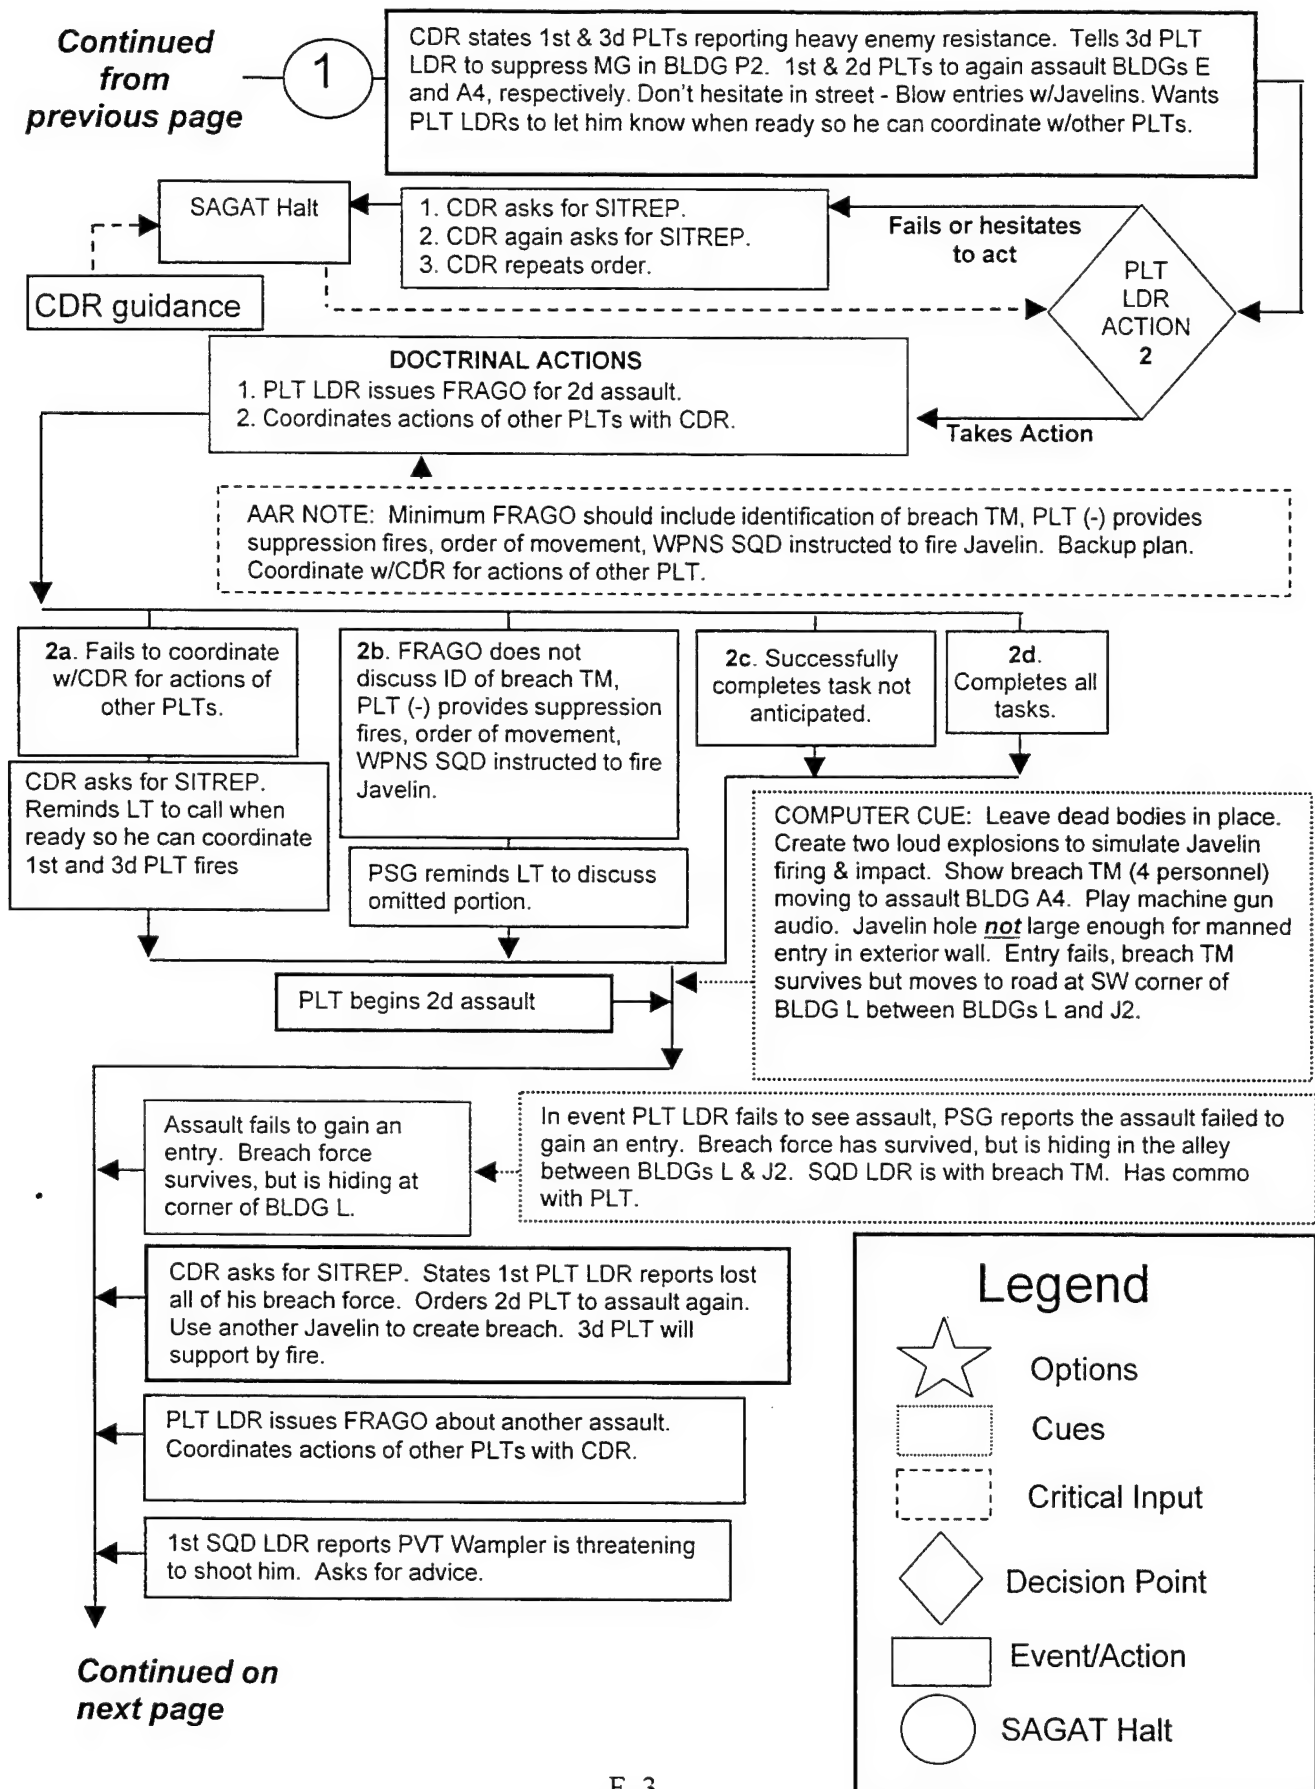 Continued
from
previous page
1
CDR states 1st & 3d PLTs reporting heavy enemy resistance. Tells 3d PLT
LDR to suppress MG in BLDG P2. 1st & 2d PLTs to again assault BLDGs E
and A4, respectively. Don't hesitate in street - Blow entries w/Javelins. Wants
PLT LDRs to let him know when ready so he can coordinate w/other PLTs.
SAGAT Halt
1. CDR asks for SITREP.
2. CDR again asks for SITREP.
3. CDR repeats order.
Fails or hesitates
to act
PLT
LDR
ACTION
2
CDR guidance
DOCTRINAL ACTIONS
1. PLT LDR issues FRAGO for 2d assault.
2. Coordinates actions of other PLTs with CDR.
Takes Action
AAR NOTE: Minimum FRAGO should include identification of breach TM, PLT (-) provides
suppression fires, order of movement, WPNS SQD instructed to fire Javelin. Backup plan.
Coordinate w/CDR for actions of other PLT.
2a. Fails to coordinate
w/CDR for actions of
other PLTs.
2b. FRAGO does not
discuss ID of breach TM,
PLT (-) provides suppression
fires, order of movement,
WPNS SQD instructed to fire
Javelin.
2c. Successfully
completes task not
anticipated.
2d.
Completes all
tasks.
CDR asks for SITREP.
Reminds LT to call when
ready so he can coordinate
1st and 3d PLT fires
PSG reminds LT to discuss
omitted portion.
COMPUTER CUE: Leave dead bodies in place.
Create two loud explosions to simulate Javelin
firing & impact. Show breach TM (4 personnel)
moving to assault BLDG A4. Play machine gun
audio. Javelin hole not large enough for manned
entry in exterior wall. Entry fails, breach TM
survives but moves to road at SW corner of
BLDG L between BLDGs L and J2.
PLT begins 2d assault
Assault fails to gain an
entry. Breach force
survives, but is hiding at
corner of BLDG L.
In event PLT LDR fails to see assault, PSG reports the assault failed to
gain an entry. Breach force has survived, but is hiding in the alley
between BLDGs L & J2. SQD LDR is with breach TM. Has commo
with PLT.
CDR asks for SITREP. States 1st PLT LDR reports lost
all of his breach force. Orders 2d PLT to assault again.
Use another Javelin to create breach. 3d PLT will
support by fire.
PLT LDR issues FRAGO about another assault.
Coordinates actions of other PLTs with CDR.
1st SQD LDR reports PVT Wampler is threatening
to shoot him. Asks for advice.
Continued on
next page
Legend
Options
Cues
Critical Input
Decision Point
Event/Action
SAGAT Halt